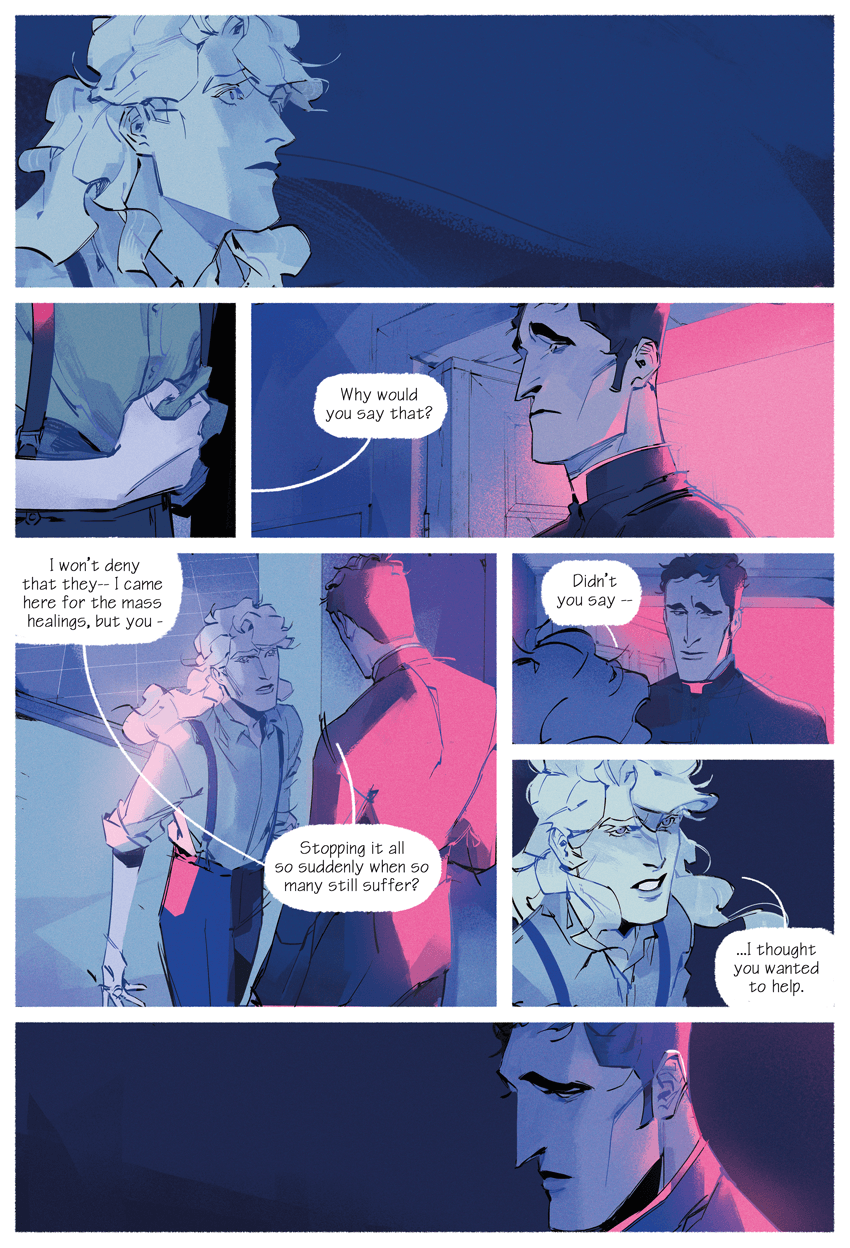 Why would
you say that?
I won't deny
that they-- I came
here for the mass
healings, but you -
Stopping it all
so suddenly when so
many still suffer?
Didn't
you say --
...I thought
you wanted
to help.